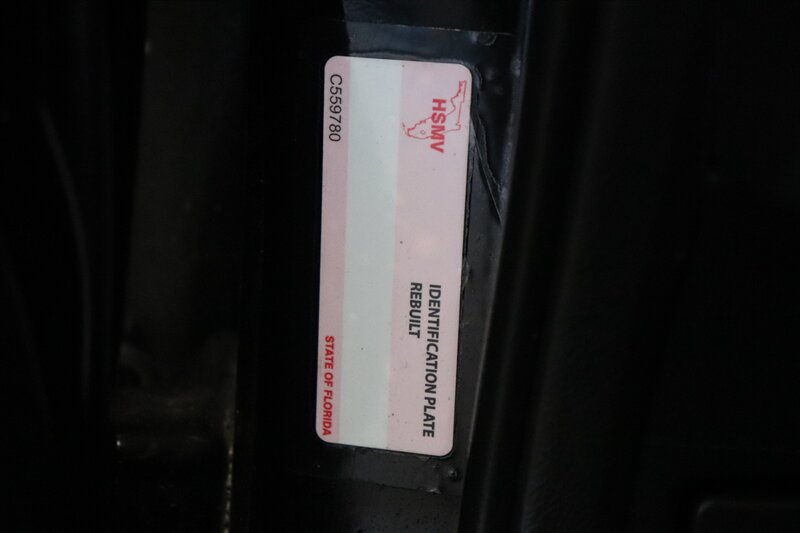 HSMV
IDENTIFICATION PLATE
REBUILT
C559780
STATE OF FLORIDA